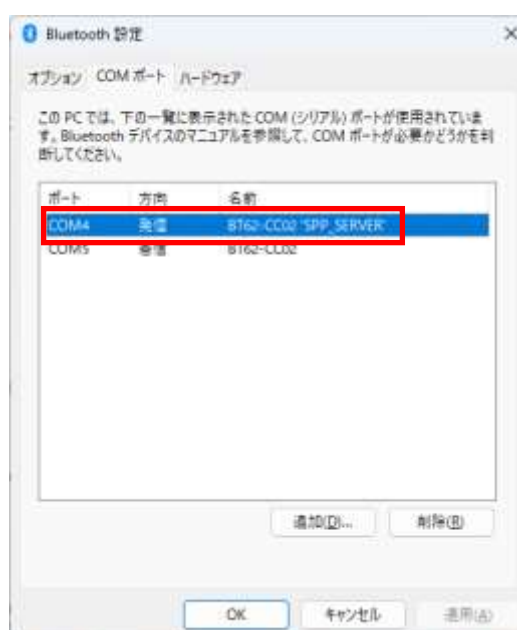 Bluetooth 設定
オプション COM ポート ハードウェア
この PC では、下の一覧に表示された COM (シリアル) ポートが使用されていま
す。Bluetooth デバイスのマニュアルを参照して、COM ポートが必要かどうかを判
断してください。
ポート 方向 名前
COM4 発信 BT62-CC02 'SPP_SERVER'
COM5 着信 BT62-CC02
追加(D)... 削除(R)
OK キャンセル 適用(A)